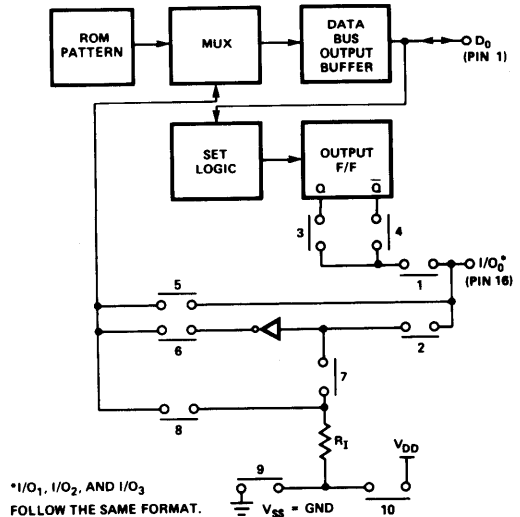 ROM
PATTERN
MUX
DATA
BUS
OUTPUT
BUFFER
D0
(PIN 1)
SET
LOGIC
OUTPUT
F/F
Q
Q̅
3
4
1
I/O0*
(PIN 16)
5
6
2
7
8
RI
VDD
9
10
VSS = GND
*I/O1, I/O2, AND I/O3
FOLLOW THE SAME FORMAT.